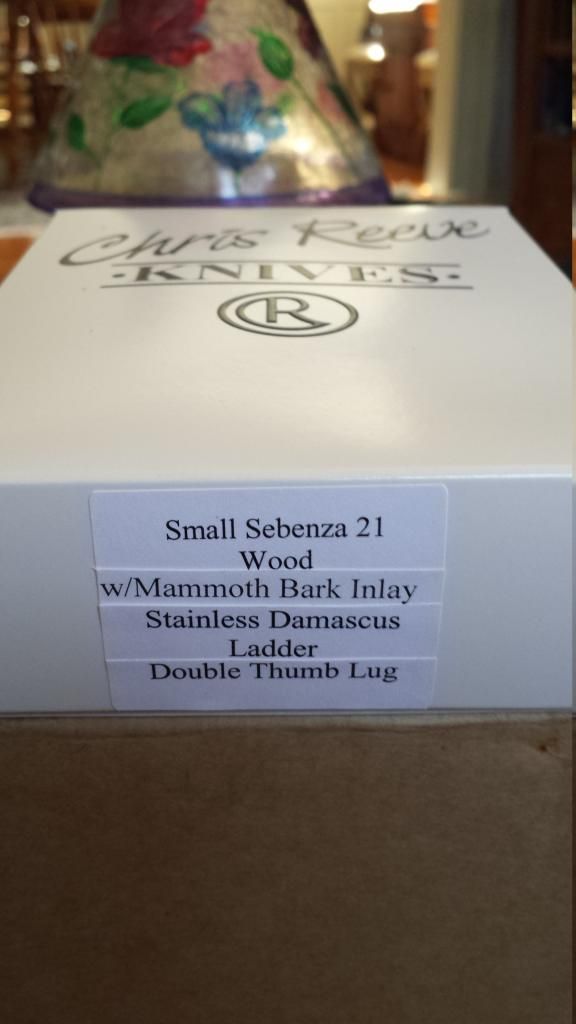 Chris Reeve
·KNIVES·
R
Small Sebenza 21
Wood
w/Mammoth Bark Inlay
Stainless Damascus
Ladder
Double Thumb Lug